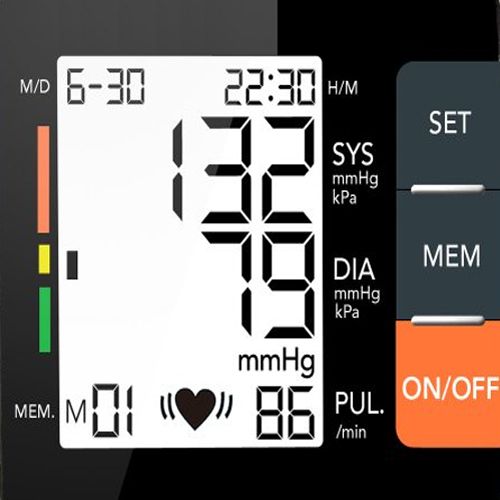 M/D 6-30 22:30 H/M
132 SYS
mmHg
kPa
79 DIA
mmHg
kPa
mmHg
MEM. M01 86 PUL.
/min
SET
MEM
ON/OFF